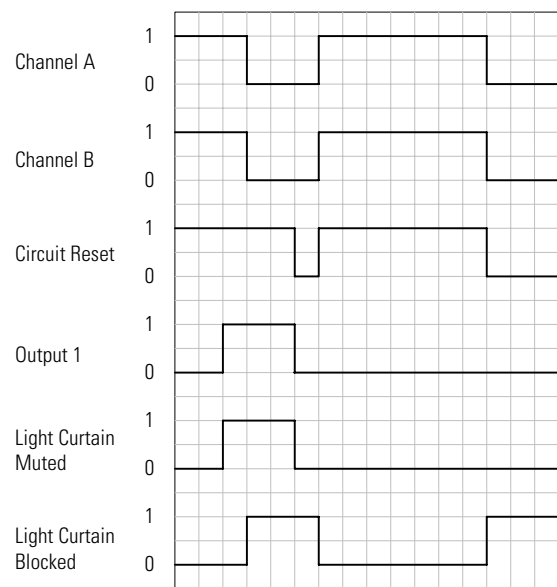 1
Channel A
0
1
Channel B
0
1
Circuit Reset
0
1
Output 1
0
1
Light Curtain
Muted
0
1
Light Curtain
Blocked
0